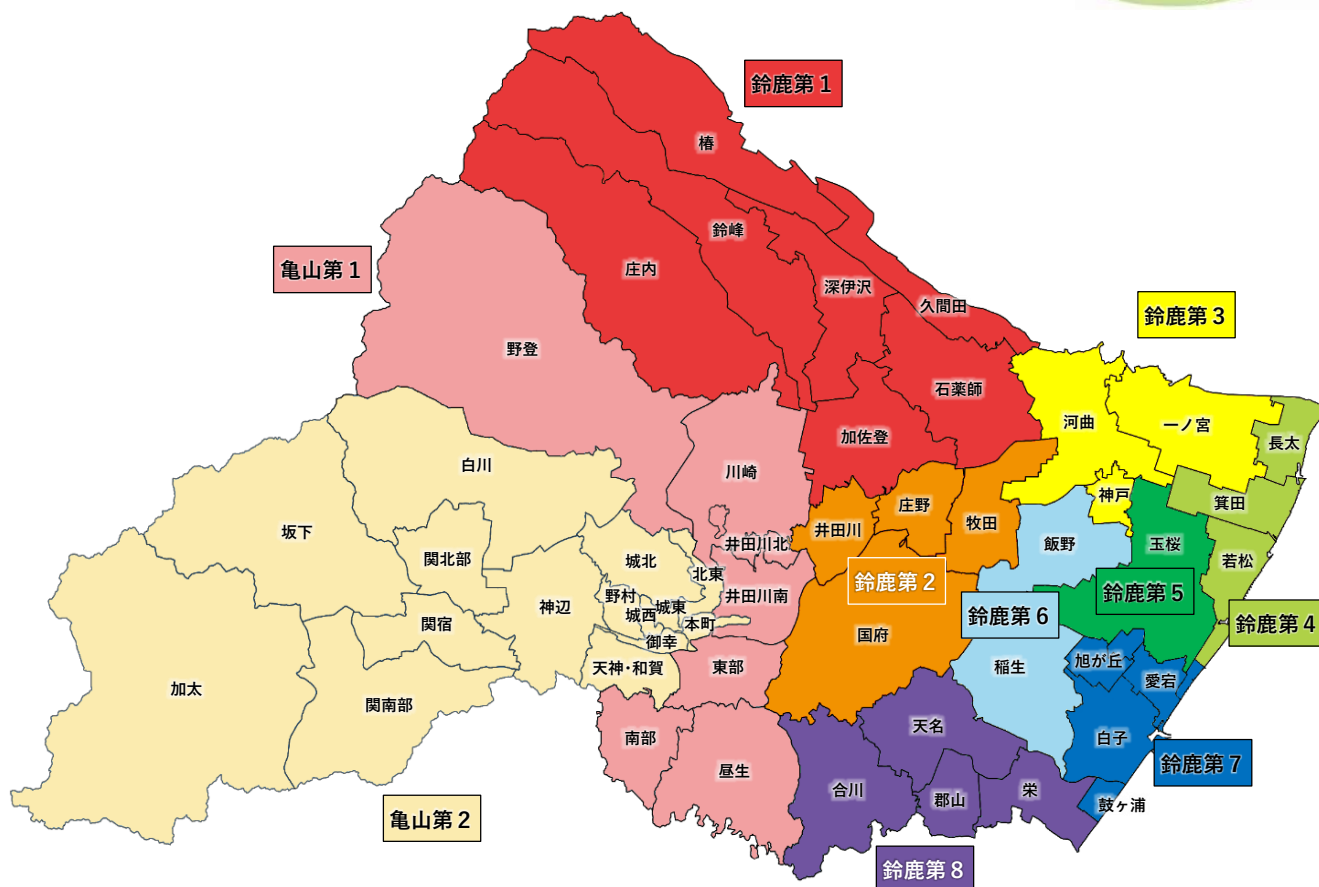 鈴鹿第１
椿
鈴峰
亀山第１
庄内
深伊沢
久間田
鈴鹿第３
野登
石薬師
河曲
一ノ宮
長太
加佐登
白川
川崎
神戸
箕田
庄野
牧田
井田川
坂下
関北部
城北
井田川北
飯野
玉桜
若松
北東
鈴鹿第２
鈴鹿第５
神辺
野村
城西
城東
井田川南
関宿
本町
御幸
国府
鈴鹿第６
鈴鹿第４
天神・和賀
東部
稲生
旭が丘
愛宕
加太
関南部
南部
昼生
天名
白子
鈴鹿第７
合川
郡山
栄
鼓ヶ浦
亀山第２
鈴鹿第８